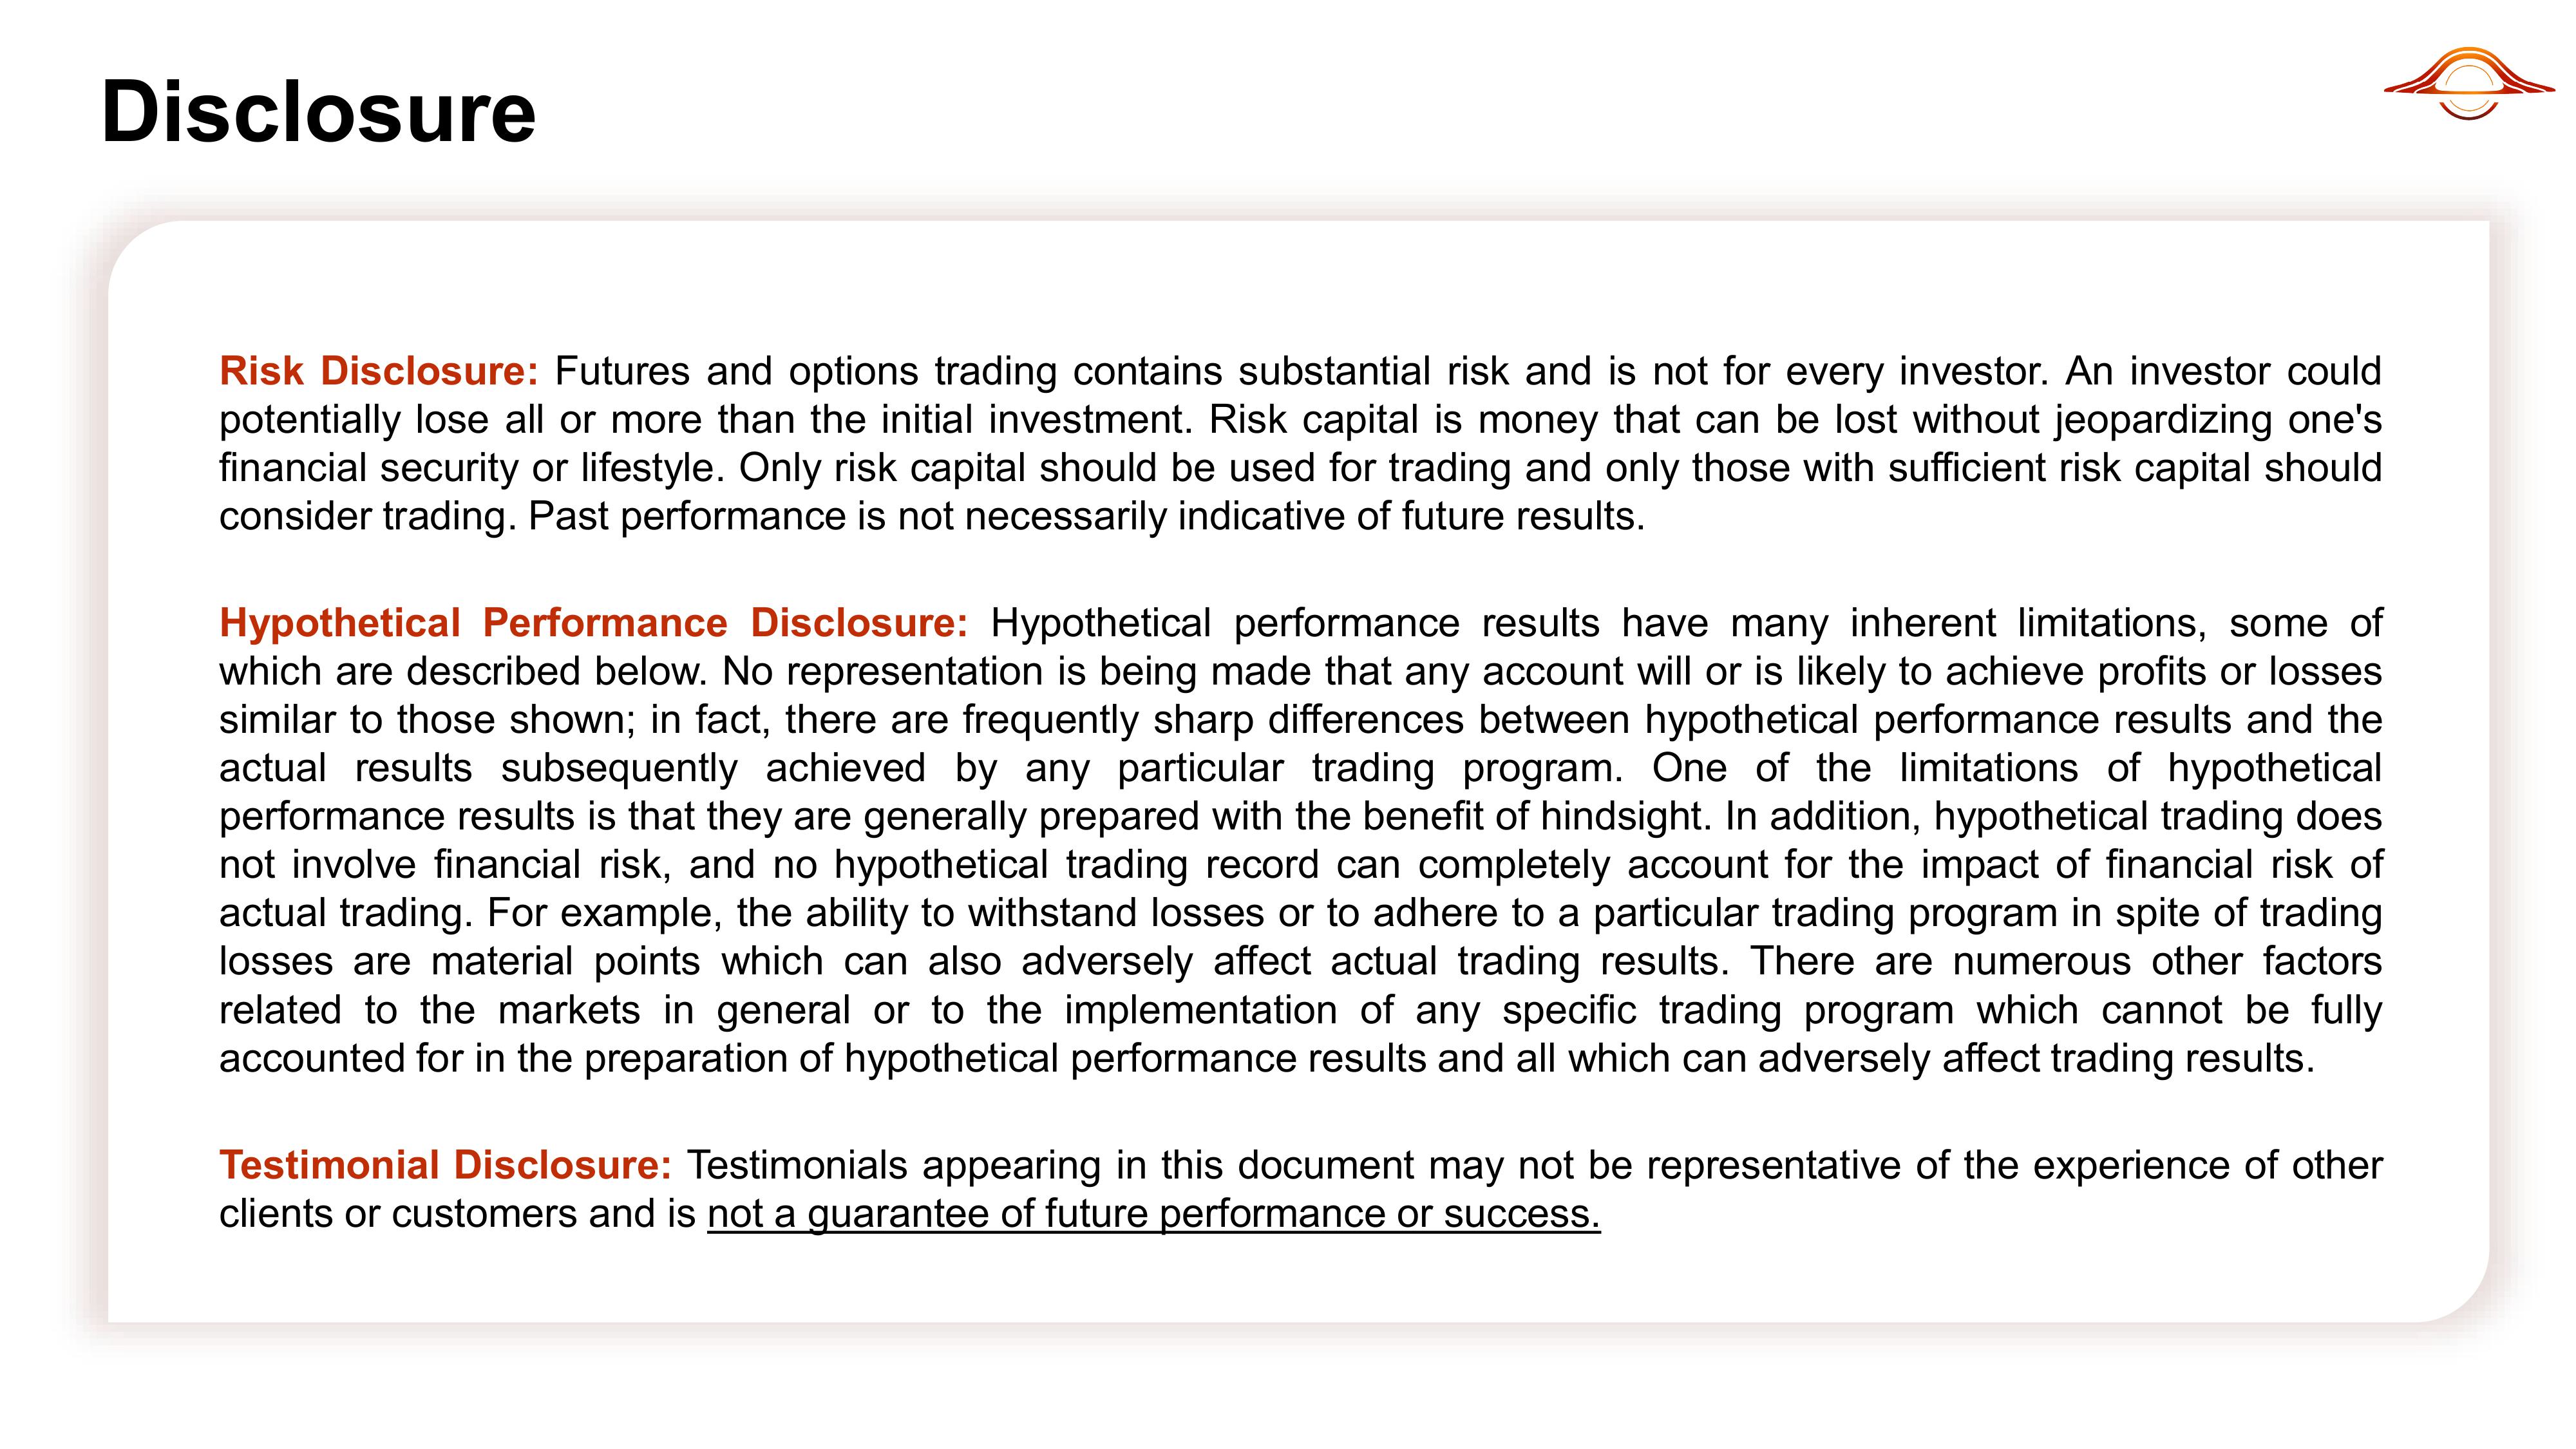 Disclosure
Risk Disclosure: Futures and options trading contains substantial risk and is not for every investor. An investor could
potentially lose all or more than the initial investment. Risk capital is money that can be lost without jeopardizing one's
financial security or lifestyle. Only risk capital should be used for trading and only those with sufficient risk capital should
consider trading. Past performance is not necessarily indicative of future results.
Hypothetical Performance Disclosure: Hypothetical performance results have many inherent limitations, some of
which are described below. No representation is being made that any account will or is likely to achieve profits or losses
similar to those shown; in fact, there are frequently sharp differences between hypothetical performance results and the
actual results subsequently achieved by any particular trading program. One of the limitations of hypothetical
performance results is that they are generally prepared with the benefit of hindsight. In addition, hypothetical trading does
not involve financial risk, and no hypothetical trading record can completely account for the impact of financial risk of
actual trading. For example, the ability to withstand losses or to adhere to a particular trading program in spite of trading
losses are material points which can also adversely affect actual trading results. There are numerous other factors
related to the markets in general or to the implementation of any specific trading program which cannot be fully
accounted for in the preparation of hypothetical performance results and all which can adversely affect trading results.
Testimonial Disclosure: Testimonials appearing in this document may not be representative of the experience of other
clients or customers and is not a guarantee of future performance or success.